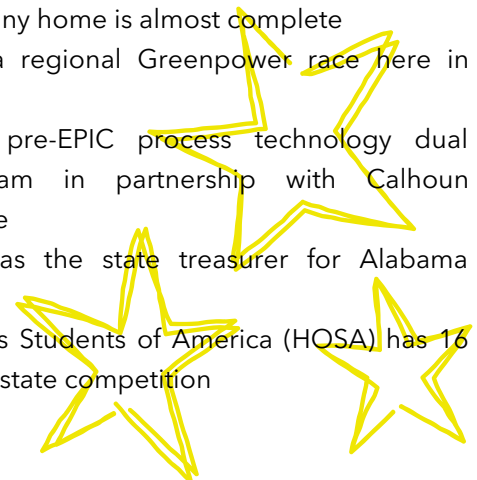 ny home is almost complete
a regional Greenpower race here in
pre-EPIC process technology dual
am in partnership with Calhoun
e
as the state treasurer for Alabama
s Students of America (HOSA) has 16
state competition